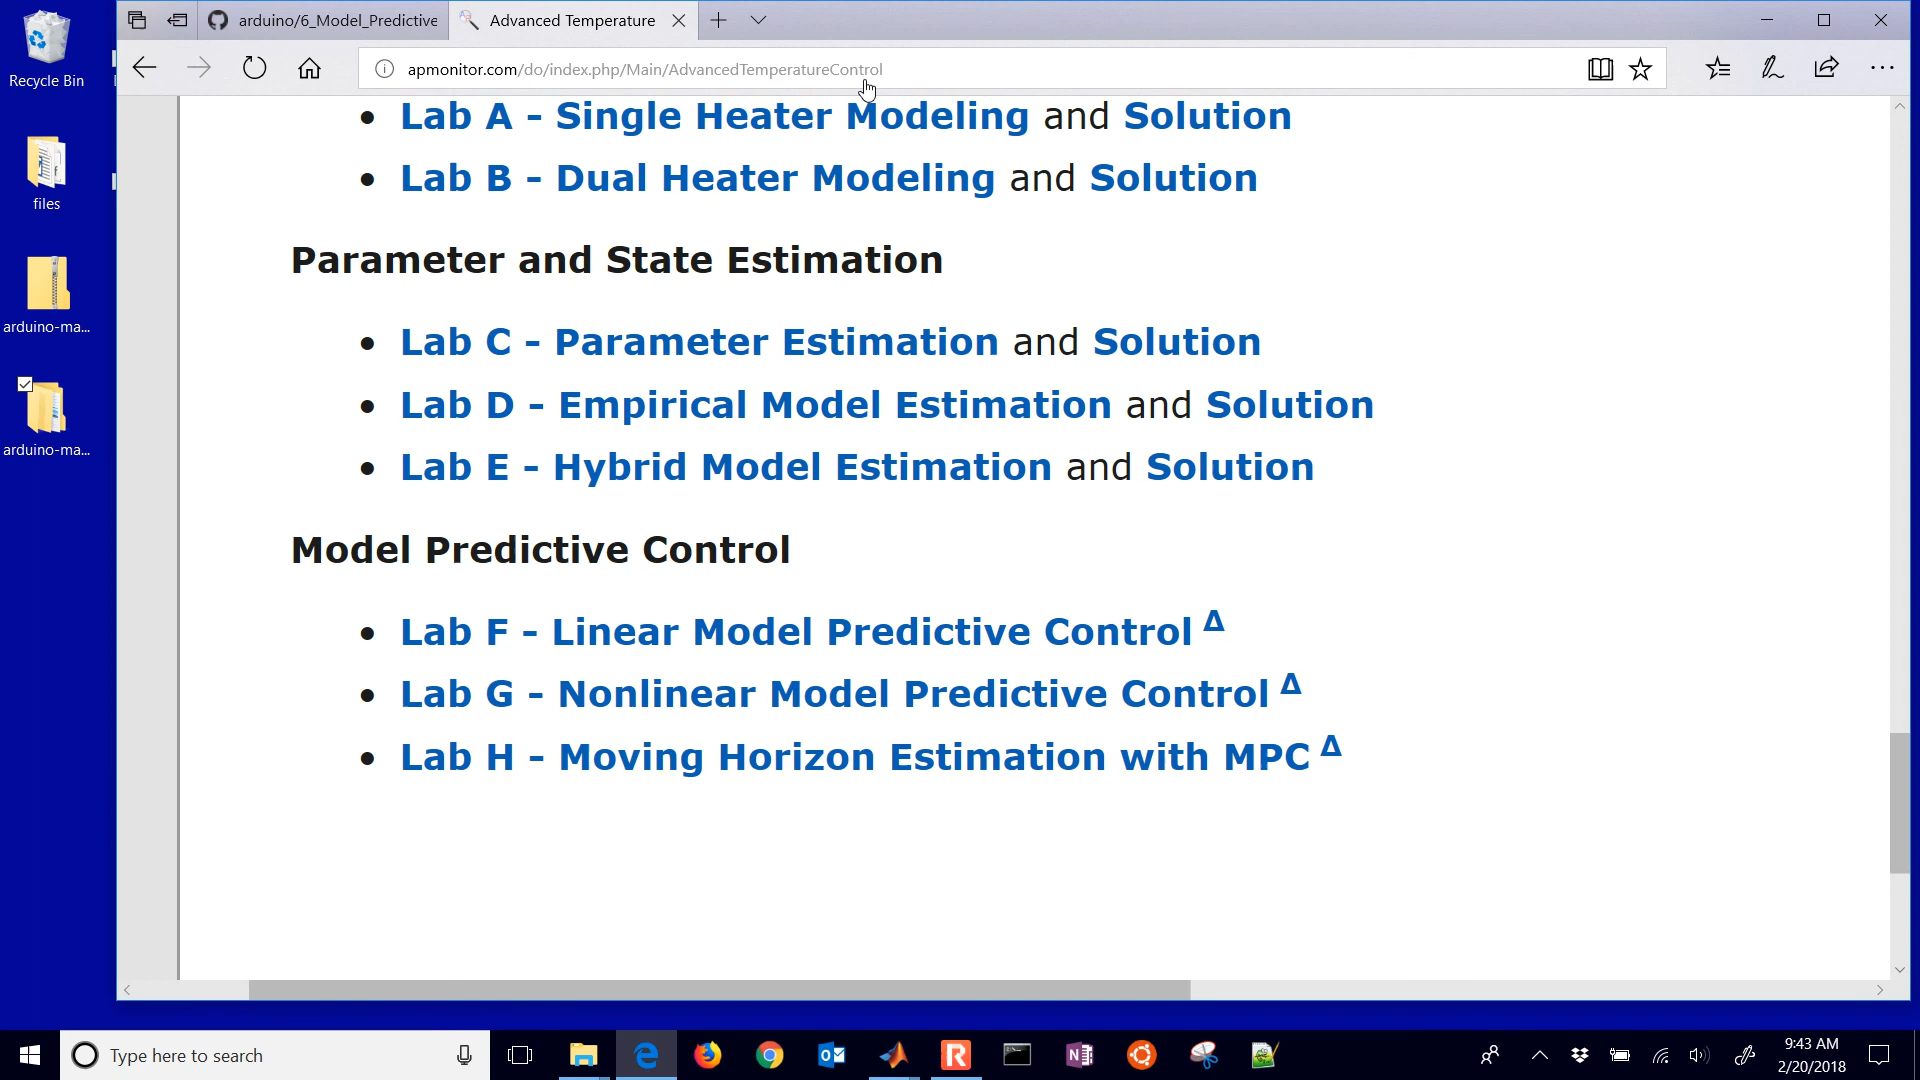 Recycle Bin
files
arduino-ma...
arduino-ma...
arduino/6_Model_Predictive
Advanced Temperature
apmonitor.com/do/index.php/Main/AdvancedTemperatureControl
Lab A - Single Heater Modeling and Solution
Lab B - Dual Heater Modeling and Solution
Parameter and State Estimation
Lab C - Parameter Estimation and Solution
Lab D - Empirical Model Estimation and Solution
Lab E - Hybrid Model Estimation and Solution
Model Predictive Control
Lab F - Linear Model Predictive Control Δ
Lab G - Nonlinear Model Predictive Control Δ
Lab H - Moving Horizon Estimation with MPC Δ
Type here to search
9:43 AM
2/20/2018